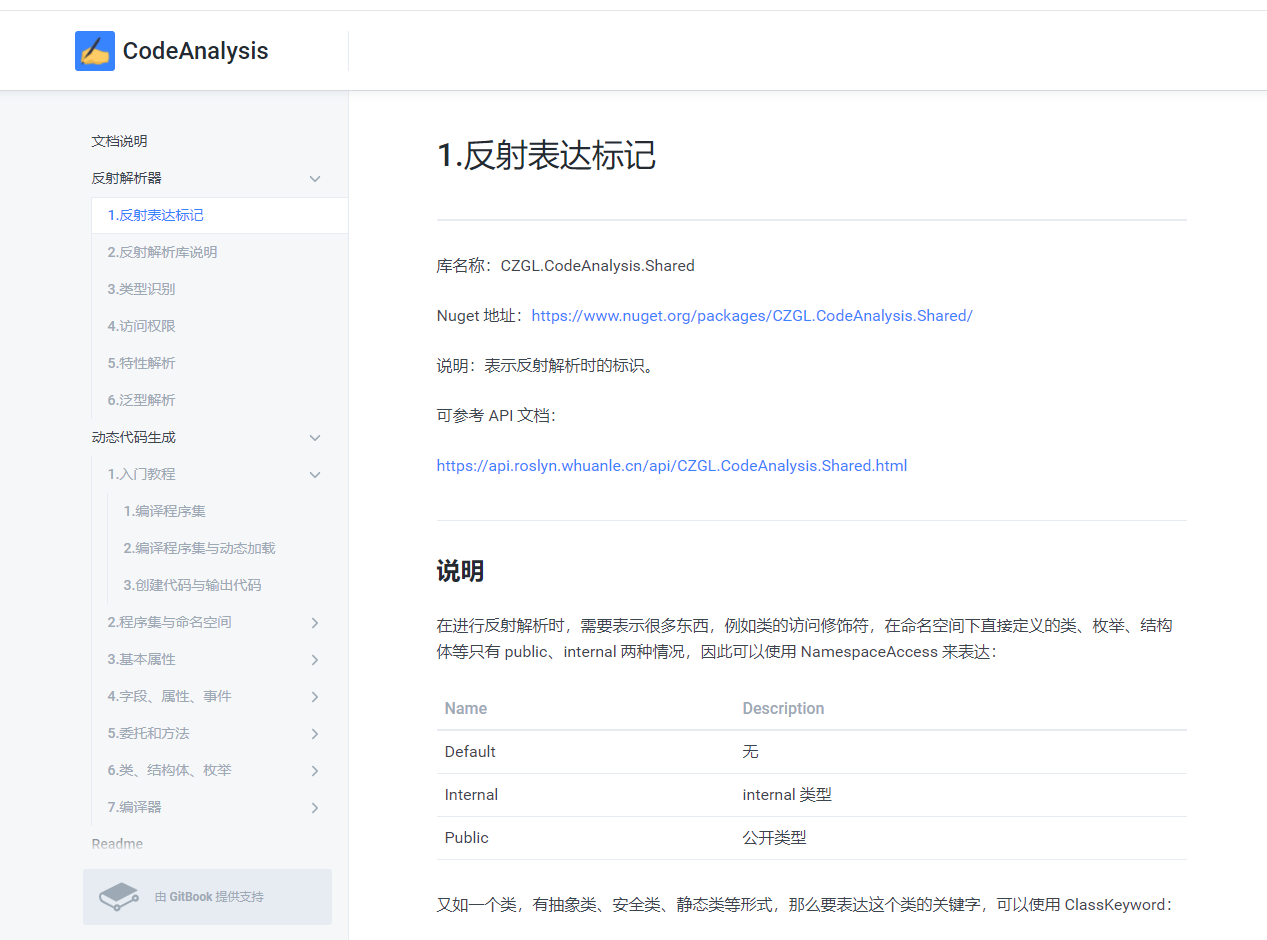 CodeAnalysis
文档说明
反射解析器
1.反射表达标记
2.反射解析库说明
3.类型识别
4.访问权限
5.特性解析
6.泛型解析
动态代码生成
1.入门教程
1.编译程序集
2.编译程序集与动态加载
3.创建代码与输出代码
2.程序集与命名空间
3.基本属性
4.字段、属性、事件
5.委托和方法
6.类、结构体、枚举
7.编译器
Readme
由 GitBook 提供支持
1.反射表达标记
库名称：CZGL.CodeAnalysis.Shared
Nuget 地址：https://www.nuget.org/packages/CZGL.CodeAnalysis.Shared/
说明：表示反射解析时的标识。
可参考 API 文档：
https://api.roslyn.whuanle.cn/api/CZGL.CodeAnalysis.Shared.html
说明
在进行反射解析时，需要表示很多东西，例如类的访问修饰符，在命名空间下直接定义的类、枚举、结构
体等只有 public、internal 两种情况，因此可以使用 NamespaceAccess 来表达：
Name Description
Default 无
Internal internal 类型
Public 公开类型
又如一个类，有抽象类、安全类、静态类等形式，那么要表达这个类的关键字，可以使用 ClassKeyword：